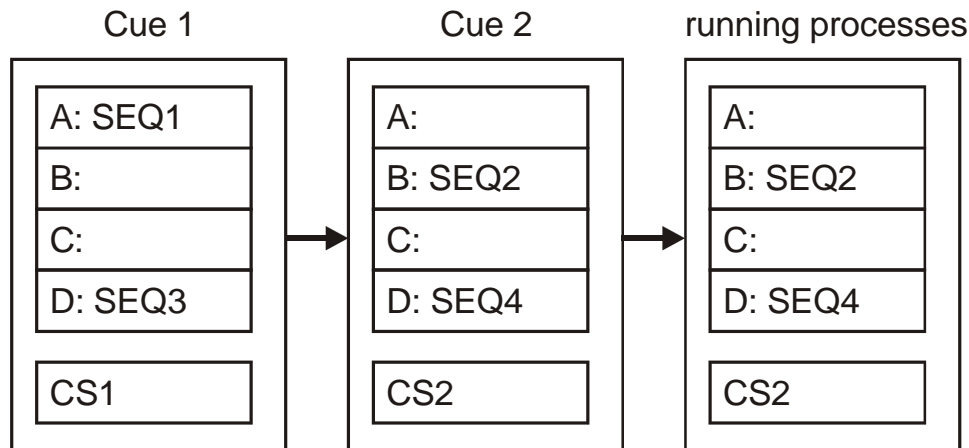 Cue 1
A: SEQ1
B:
C:
D: SEQ3
CS1
Cue 2
A:
B: SEQ2
C:
D: SEQ4
CS2
running processes
A:
B: SEQ2
C:
D: SEQ4
CS2